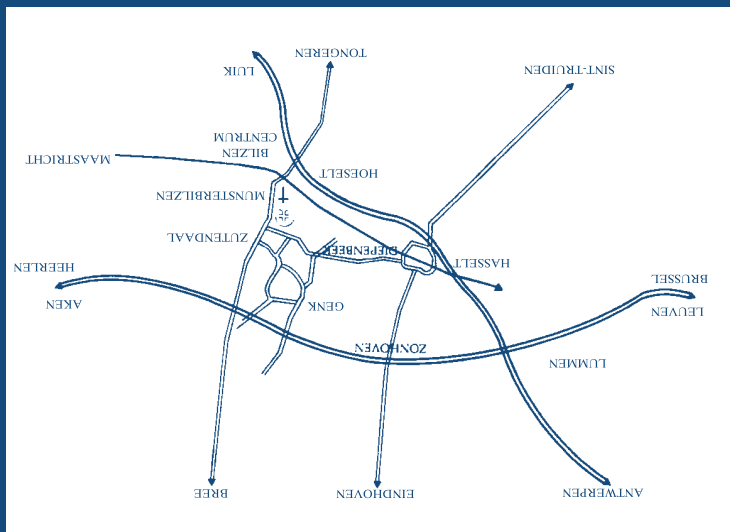 ANTWERPEN
EINDHOVEN
BREE
LUMMEN
ZONHOVEN
LEUVEN
BRUSSEL
GENK
AKEN
HEERLEN
HASSELT
DIEPENBEEK
ZUTENDAAL
MUNSTERBILZEN
HOESELT
MAASTRICHT
BILZEN
CENTRUM
SINT-TRUIDEN
LUIK
TONGEREN